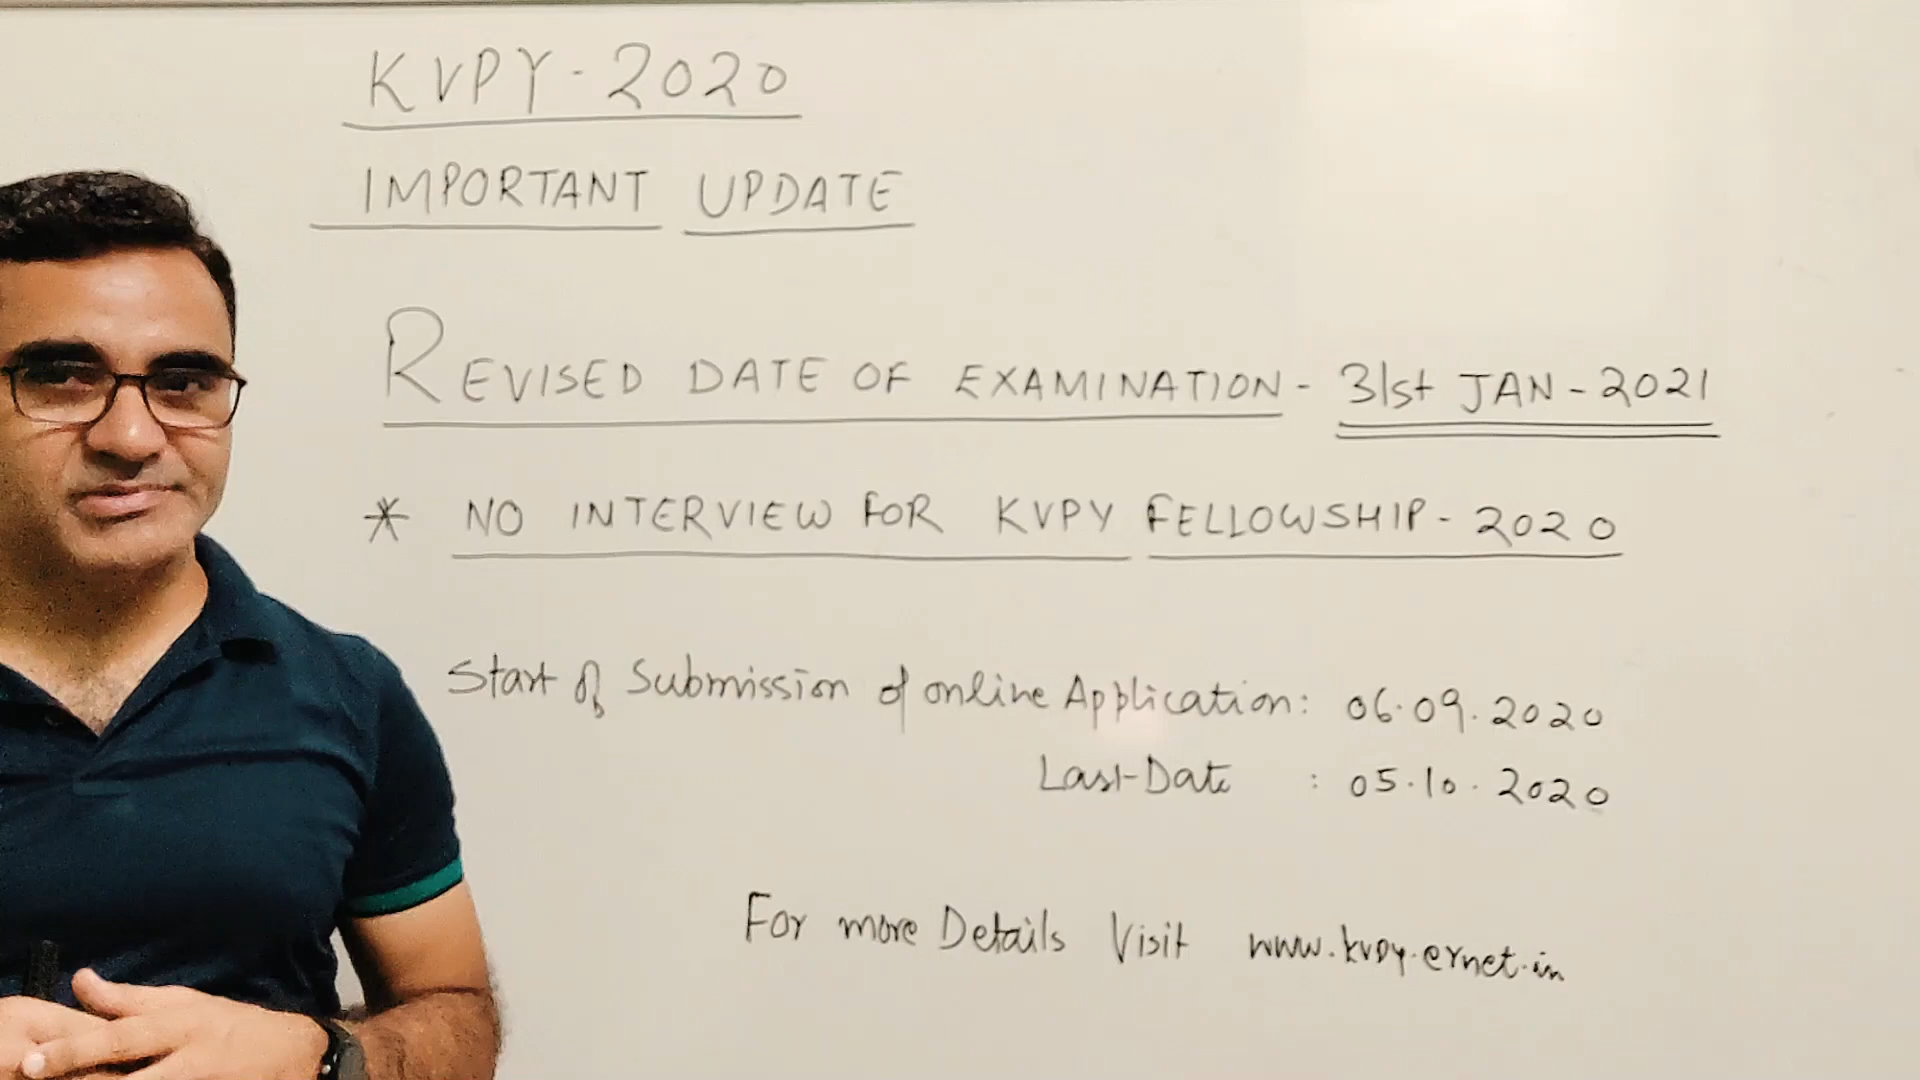 KVPY-2020
IMPORTANT UPDATE
REVISED DATE OF EXAMINATION - 31st JAN-2021
* NO INTERVIEW FOR KVPY FELLOWSHIP-2020
Start of Submission of online Application: 06.09.2020
Last-Date : 05.10.2020
For more Details Visit www.kvpy.ernet.in